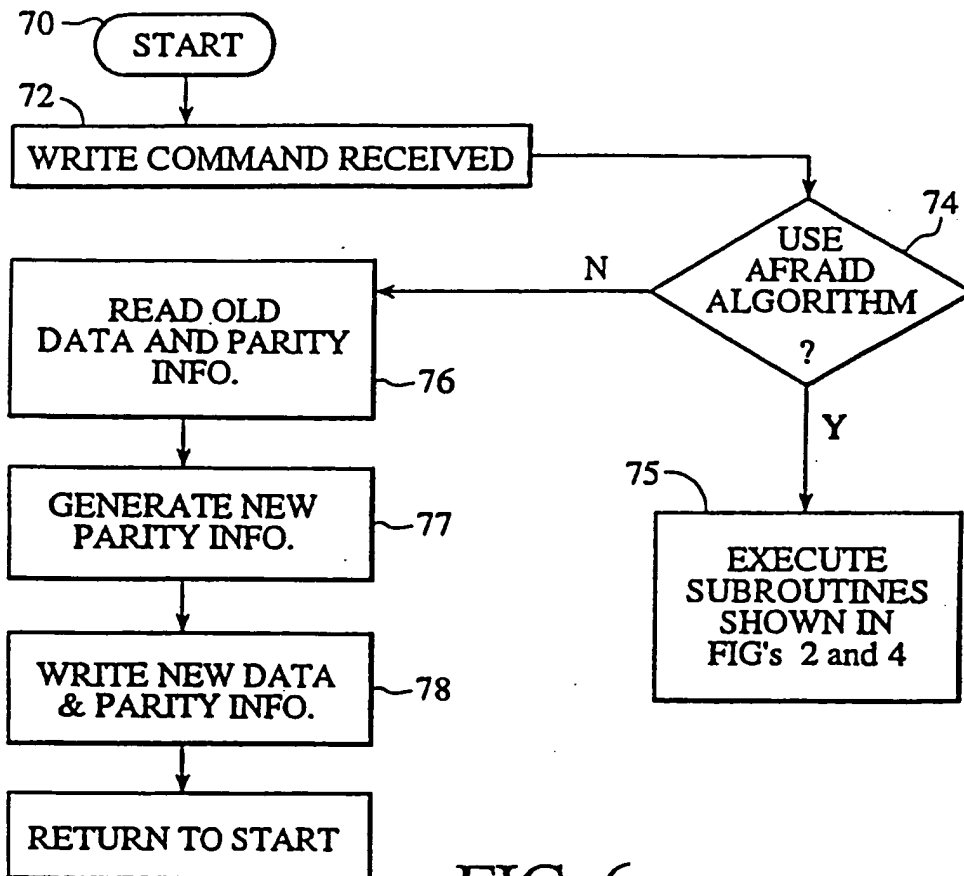 70
START
72
WRITE COMMAND RECEIVED
74
USE
AFRAID
ALGORITHM
?
N
Y
READ OLD
DATA AND PARITY
INFO.
76
GENERATE NEW
PARITY INFO.
77
75
EXECUTE
SUBROUTINES
SHOWN IN
FIG's 2 and 4
WRITE NEW DATA
& PARITY INFO.
78
RETURN TO START
FIG. 6